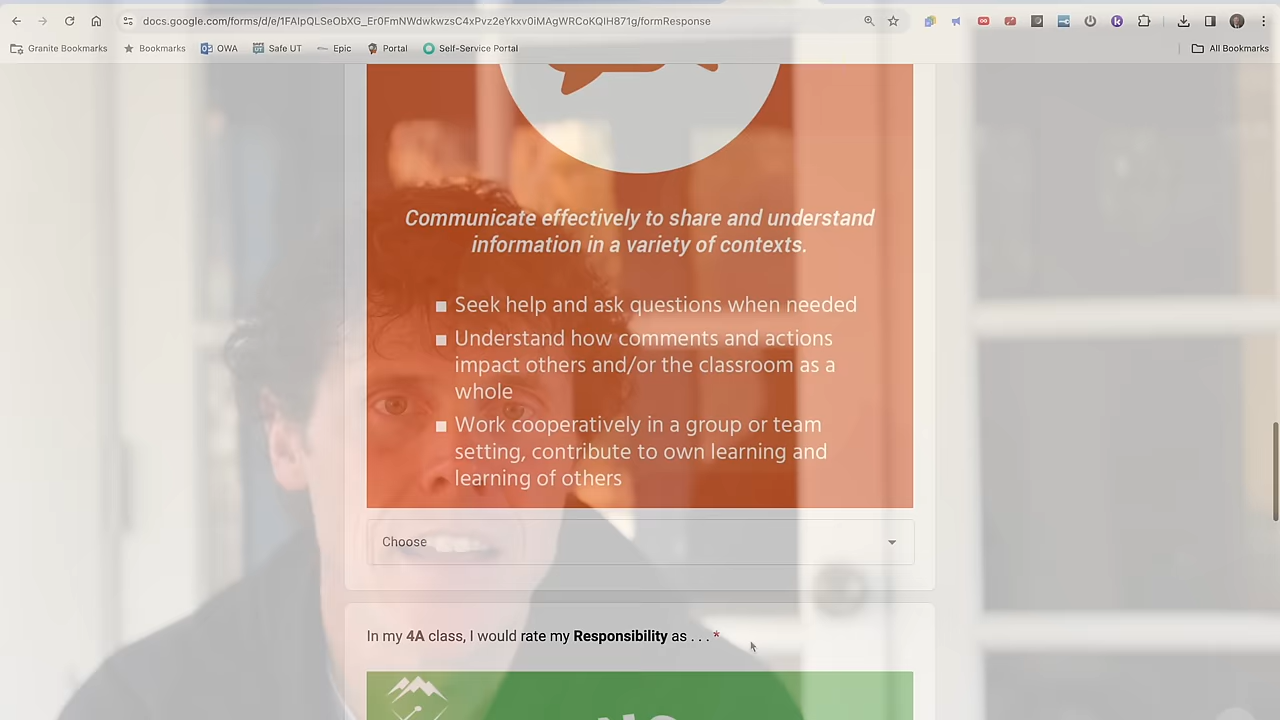 docs.google.com/forms/d/e/1FAIpQLSeObXG_Er0FmNWdwkwzsC4xPvz2eYkxv0iMAgWRCoKQIH871g/formResponse
Granite Bookmarks
Bookmarks
OWA
Safe UT
Epic
Portal
Self-Service Portal
All Bookmarks
Communicate effectively to share and understand
information in a variety of contexts.
Seek help and ask questions when needed
Understand how comments and actions
impact others and/or the classroom as a
whole
Work cooperatively in a group or team
setting, contribute to own learning and
learning of others
Choose
In my 4A class, I would rate my Responsibility as . . . *